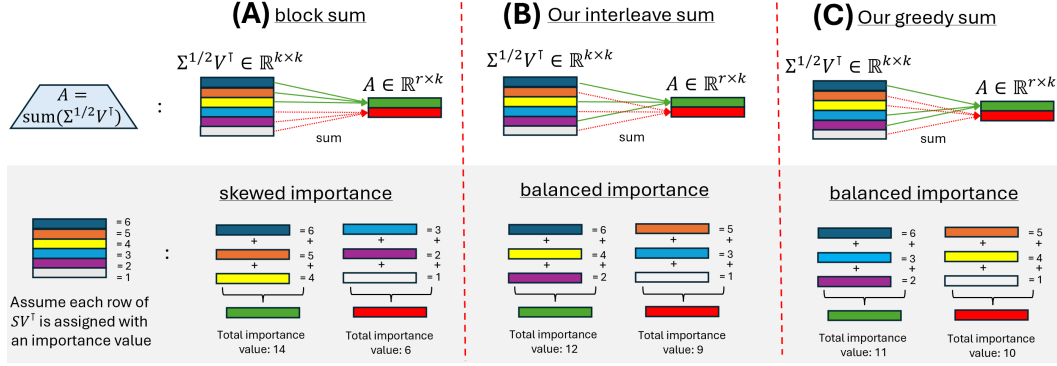 (A) block sum
(B) Our interleave sum
(C) Our greedy sum
Σ^{1/2}V^⊺ ∈ ℝ^{k×k}
A ∈ ℝ^{r×k}
Σ^{1/2}V^⊺ ∈ ℝ^{k×k}
A ∈ ℝ^{r×k}
Σ^{1/2}V^⊺ ∈ ℝ^{k×k}
A ∈ ℝ^{r×k}
A =
sum(Σ^{1/2}V^⊺)
:
sum
sum
sum
skewed importance
balanced importance
balanced importance
= 6
= 5
= 4
= 3
= 2
= 1
:
Assume each row of
SV^⊺ is assigned with
an importance value
= 6
+ +
= 5
+ +
= 4
Total importance
value: 14
= 3
+ +
= 2
+ +
= 1
Total importance
value: 6
= 6
+ +
= 4
+ +
= 2
Total importance
value: 12
= 5
+ +
= 3
+ +
= 1
Total importance
value: 9
= 6
+ +
= 3
+ +
= 2
Total importance
value: 11
= 5
+ +
= 4
+ +
= 1
Total importance
value: 10